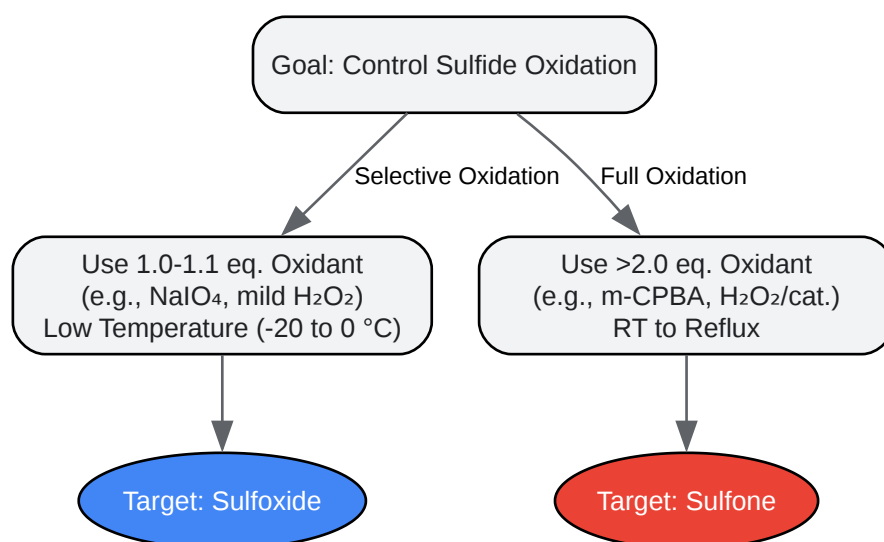 Goal: Control Sulfide Oxidation
Selective Oxidation
Full Oxidation
Use 1.0-1.1 eq. Oxidant
(e.g., NaIO₄, mild H₂O₂)
Low Temperature (-20 to 0 °C)
Use >2.0 eq. Oxidant
(e.g., m-CPBA, H₂O₂/cat.)
RT to Reflux
Target: Sulfoxide
Target: Sulfone